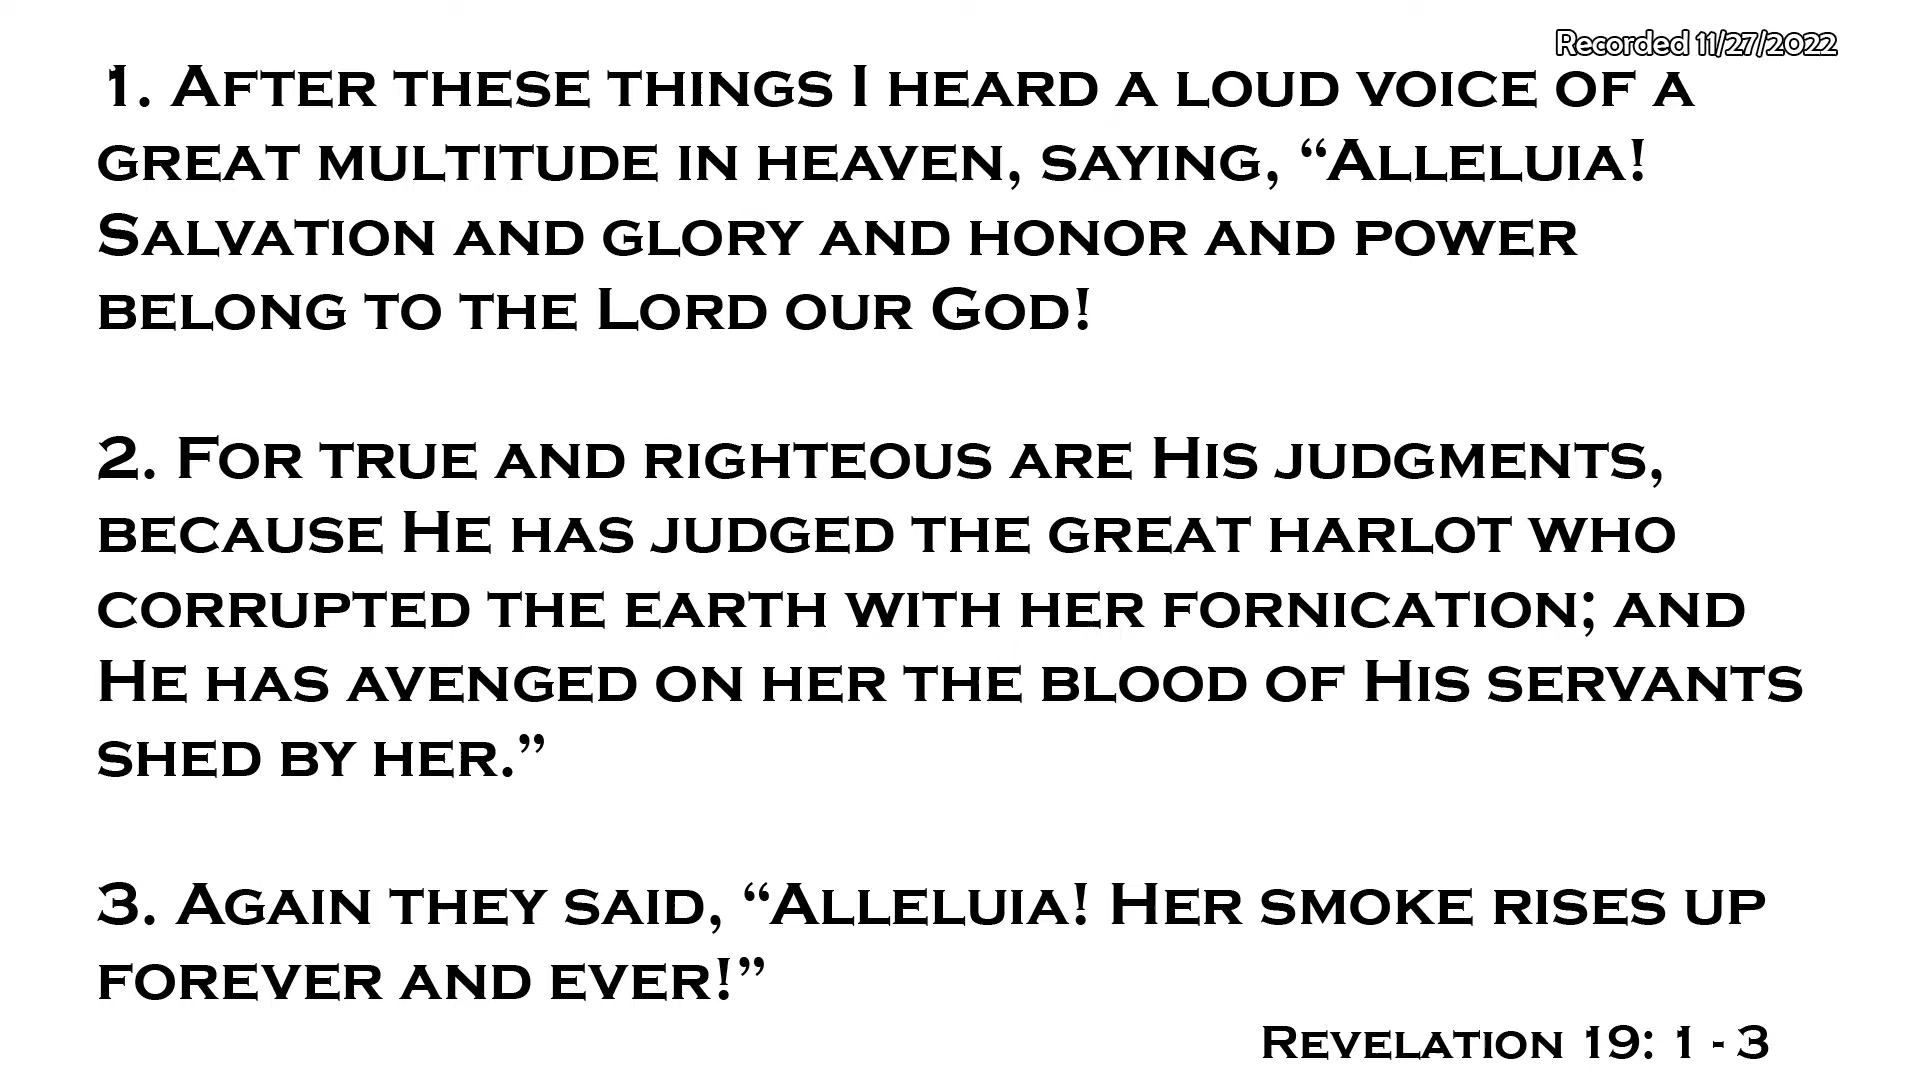 Recorded 11/27/2022
1. After these things I heard a loud voice of a
great multitude in heaven, saying, “Alleluia!
Salvation and glory and honor and power
belong to the Lord our God!
2. For true and righteous are His judgments,
because He has judged the great harlot who
corrupted the earth with her fornication; and
He has avenged on her the blood of His servants
shed by her.”
3. Again they said, “Alleluia! Her smoke rises up
forever and ever!”
Revelation 19: 1 - 3